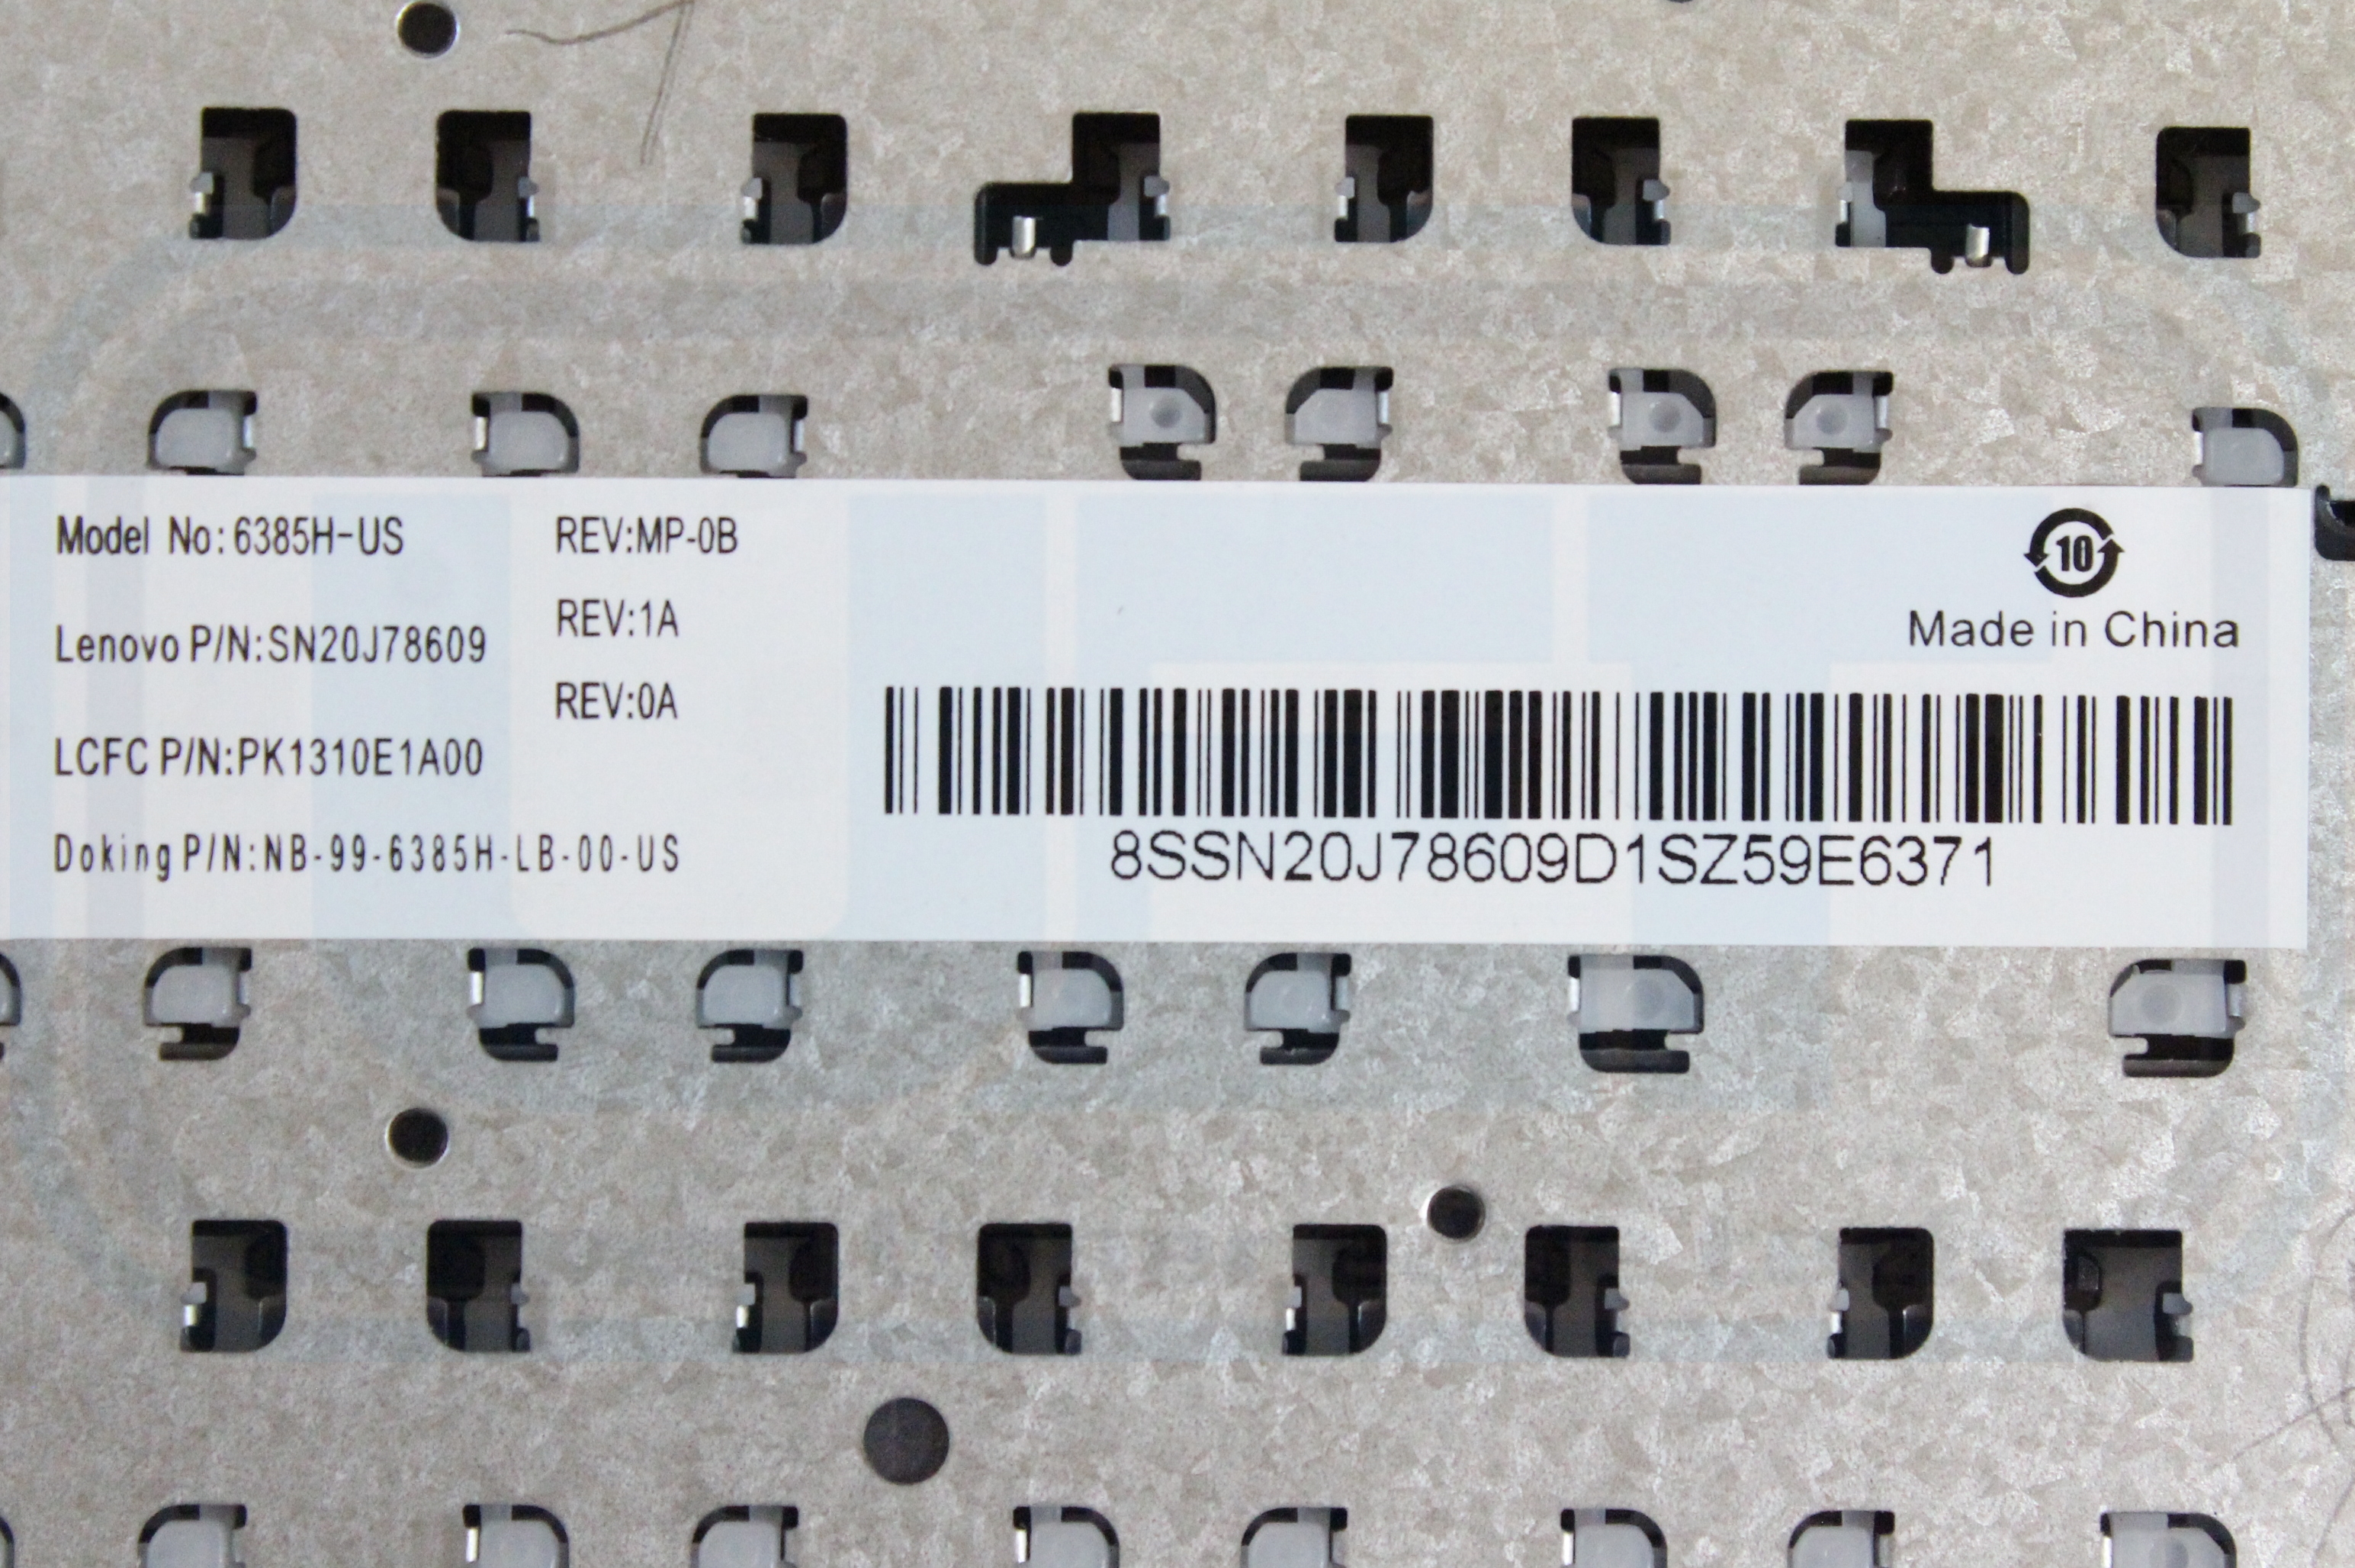 Model No:6385H-US
REV:MP-0B
Lenovo P/N:SN20J78609
REV:1A
LCFC P/N:PK1310E1A00
REV:0A
Doking P/N:NB-99-6385H-LB-00-US
10
Made in China
8SSN20J78609D1SZ59E6371